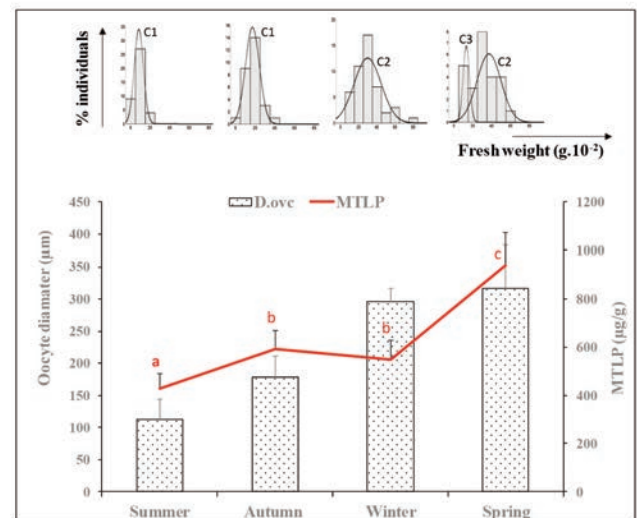 % individuals
C1
C1
C2
C3
C2
Fresh weight (g.10⁻²)
D.ovc
MTLP
Oocyte diamater (µm)
450
400
350
300
250
200
150
100
50
0
a
b
b
c
1200
1000
800
600
400
200
0
MTLP (µg/g)
Summer
Autumn
Winter
Spring